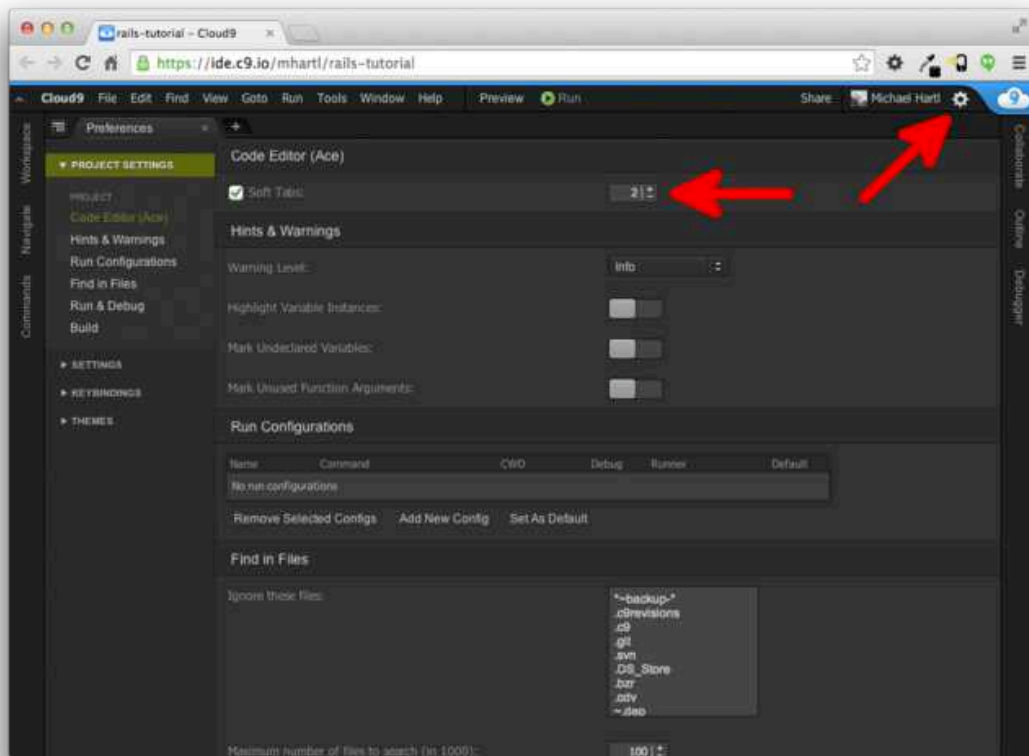 rails-tutorial - Cloud9
https://ide.c9.io/mhartl/rails-tutorial
Cloud9 File Edit Find View Goto Run Tools Window Help Preview Run Share Michael Hartl
Workspace
Navigate
Commands
Preferences
PROJECT SETTINGS
PROJECT
Code Editor (Ace)
Hints & Warnings
Run Configurations
Find in Files
Run & Debug
Build
SETTINGS
KEYBINDINGS
THEMES
Code Editor (Ace)
Soft Tabs: 2
Hints & Warnings
Warning Level: Info
Highlight Variable Instances:
Mark Undeclared Variables:
Mark Unused Function Arguments:
Run Configurations
Name Command CWD Debug Runner Default
No run configurations
Remove Selected Configs Add New Config Set As Default
Find in Files
Ignore these files:
*~backup-*
.c9revisions
.c9
.git
.svn
.DS_Store
.bzr
.cdv
~.dep
Maximum number of files to search (in 1000): 100
Collaborate
Outline
Debugger